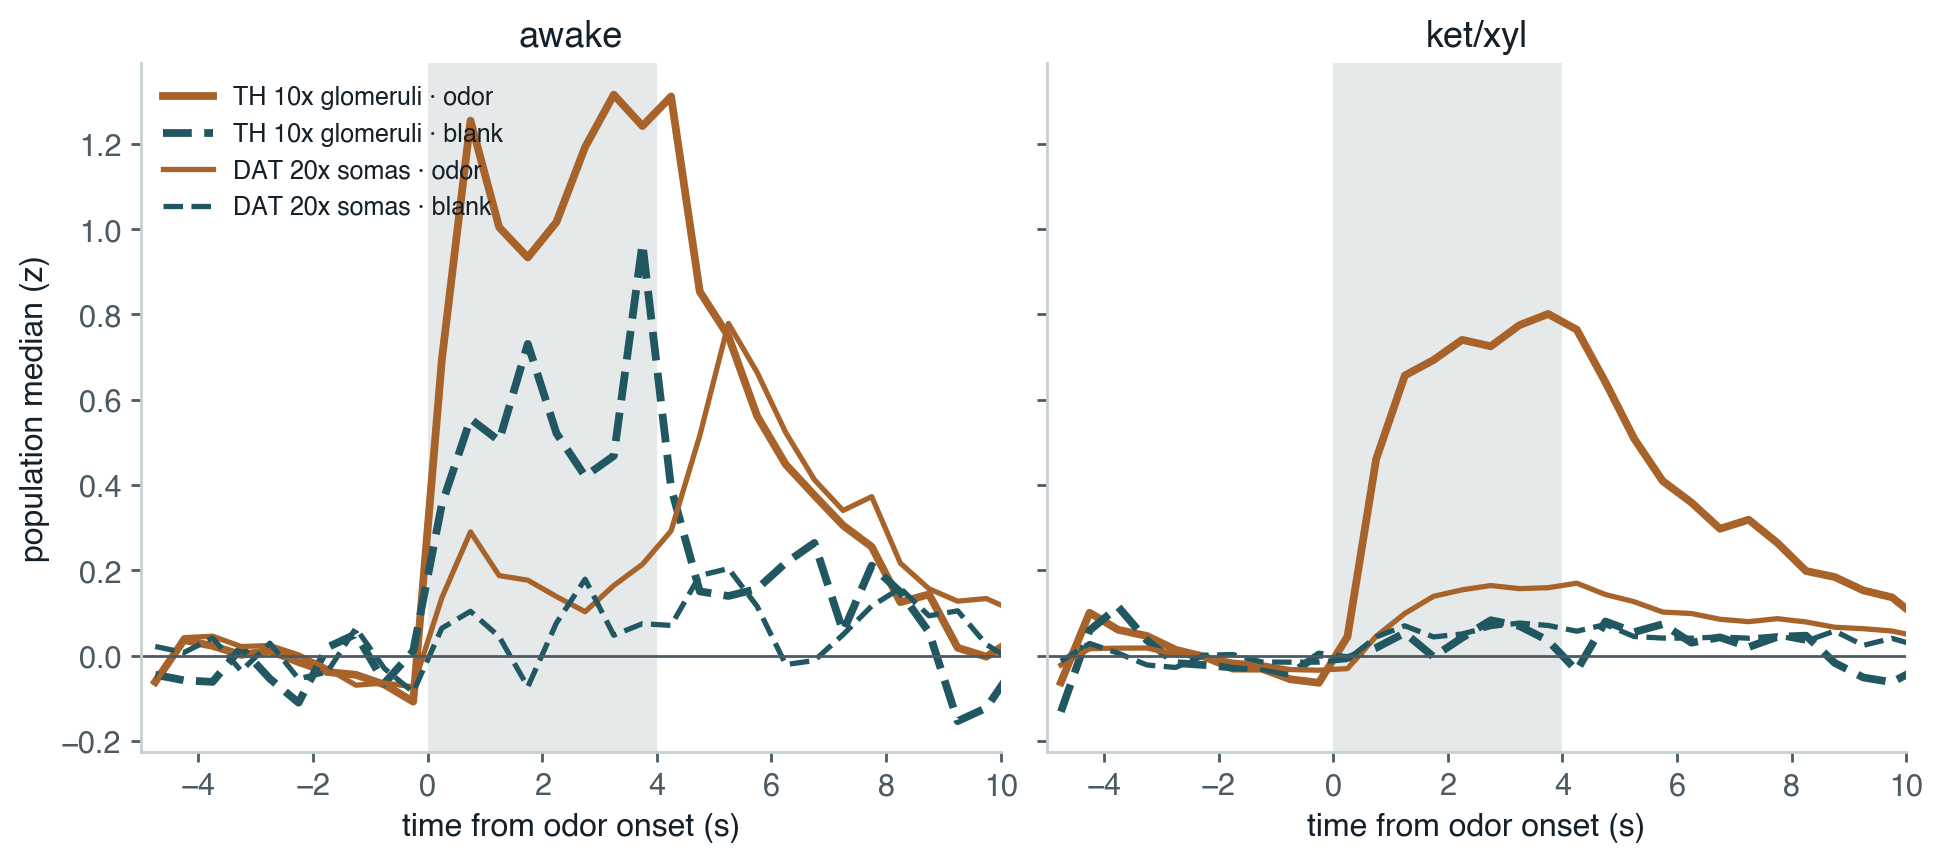 awake
ket/xyl
TH 10x glomeruli · odor
TH 10x glomeruli · blank
DAT 20x somas · odor
DAT 20x somas · blank
population median (z)
1.2
1.0
0.8
0.6
0.4
0.2
0.0
−0.2
−4 −2 0 2 4 6 8 10
−4 −2 0 2 4 6 8 10
time from odor onset (s)
time from odor onset (s)